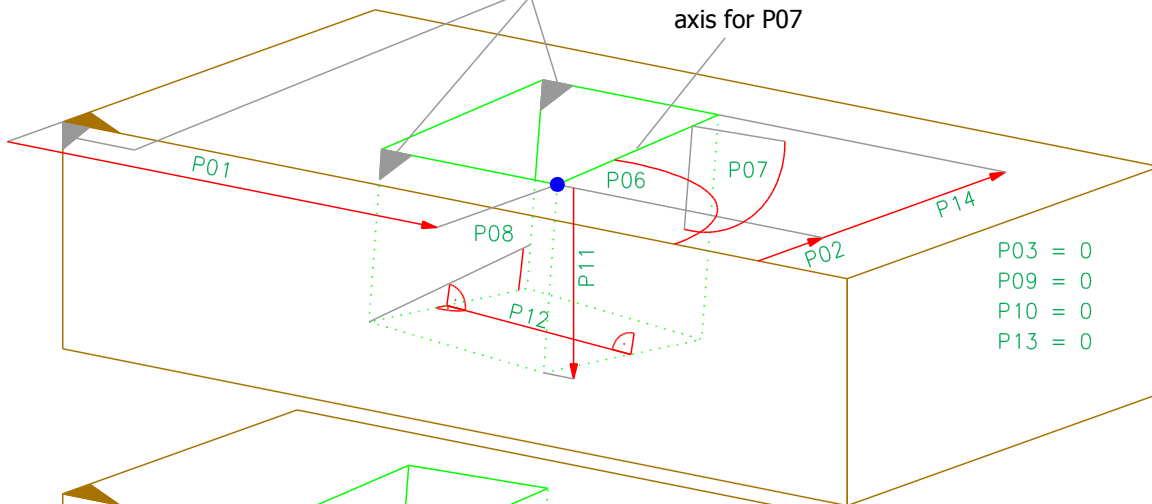 axis for P07
P01
P06
P07
P14
P08
P02
P11
P12
P03 = 0
P09 = 0
P10 = 0
P13 = 0